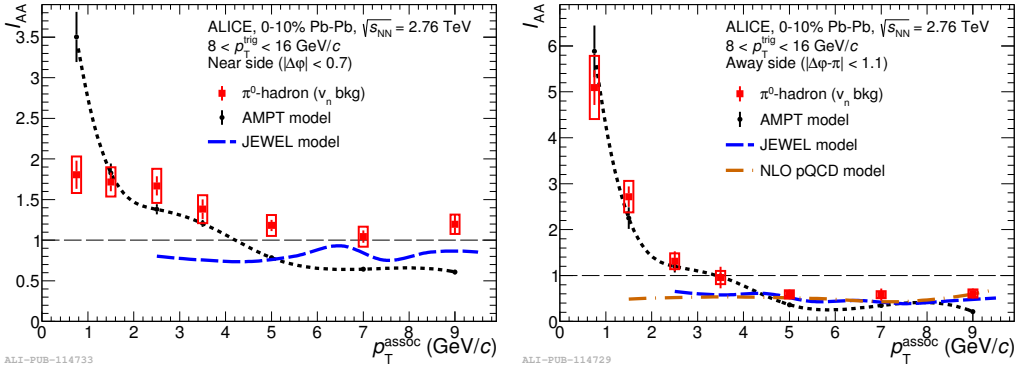 I_AA
ALICE, 0-10% Pb-Pb, √s_NN = 2.76 TeV
8 < p_T^trig < 16 GeV/c
Near side (|Δφ| < 0.7)
π⁰-hadron (v_n bkg)
AMPT model
JEWEL model
3.5
3
2.5
2
1.5
1
0.5
0
0 1 2 3 4 5 6 7 8 9
p_T^assoc (GeV/c)
ALI-PUB-114733
I_AA
ALICE, 0-10% Pb-Pb, √s_NN = 2.76 TeV
8 < p_T^trig < 16 GeV/c
Away side (|Δφ-π| < 1.1)
π⁰-hadron (v_n bkg)
AMPT model
JEWEL model
NLO pQCD model
6
5
4
3
2
1
0
0 1 2 3 4 5 6 7 8 9
p_T^assoc (GeV/c)
ALI-PUB-114729